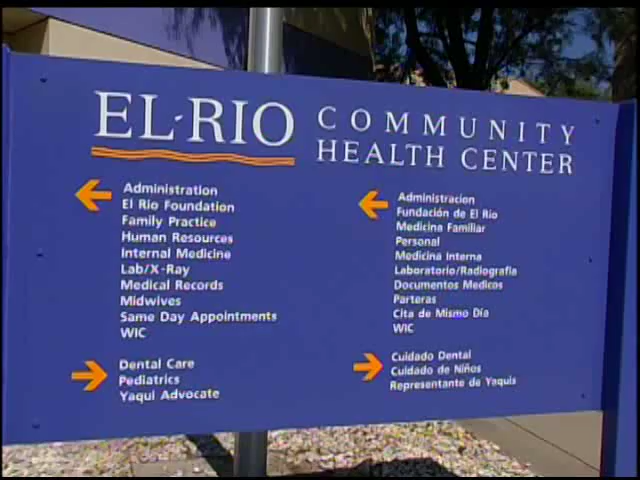 EL-RIO COMMUNITY
HEALTH CENTER
Administration
El Rio Foundation
Family Practice
Human Resources
Internal Medicine
Lab/X-Ray
Medical Records
Midwives
Same Day Appointments
WIC
Dental Care
Pediatrics
Yaqui Advocate
Administracion
Fundación de El Rio
Medicina Familiar
Personal
Medicina Interna
Laboratorio/Radiografia
Documentos Medicos
Parteras
Cita de Mismo Día
WIC
Cuidado Dental
Cuidado de Niños
Representante de Yaquis